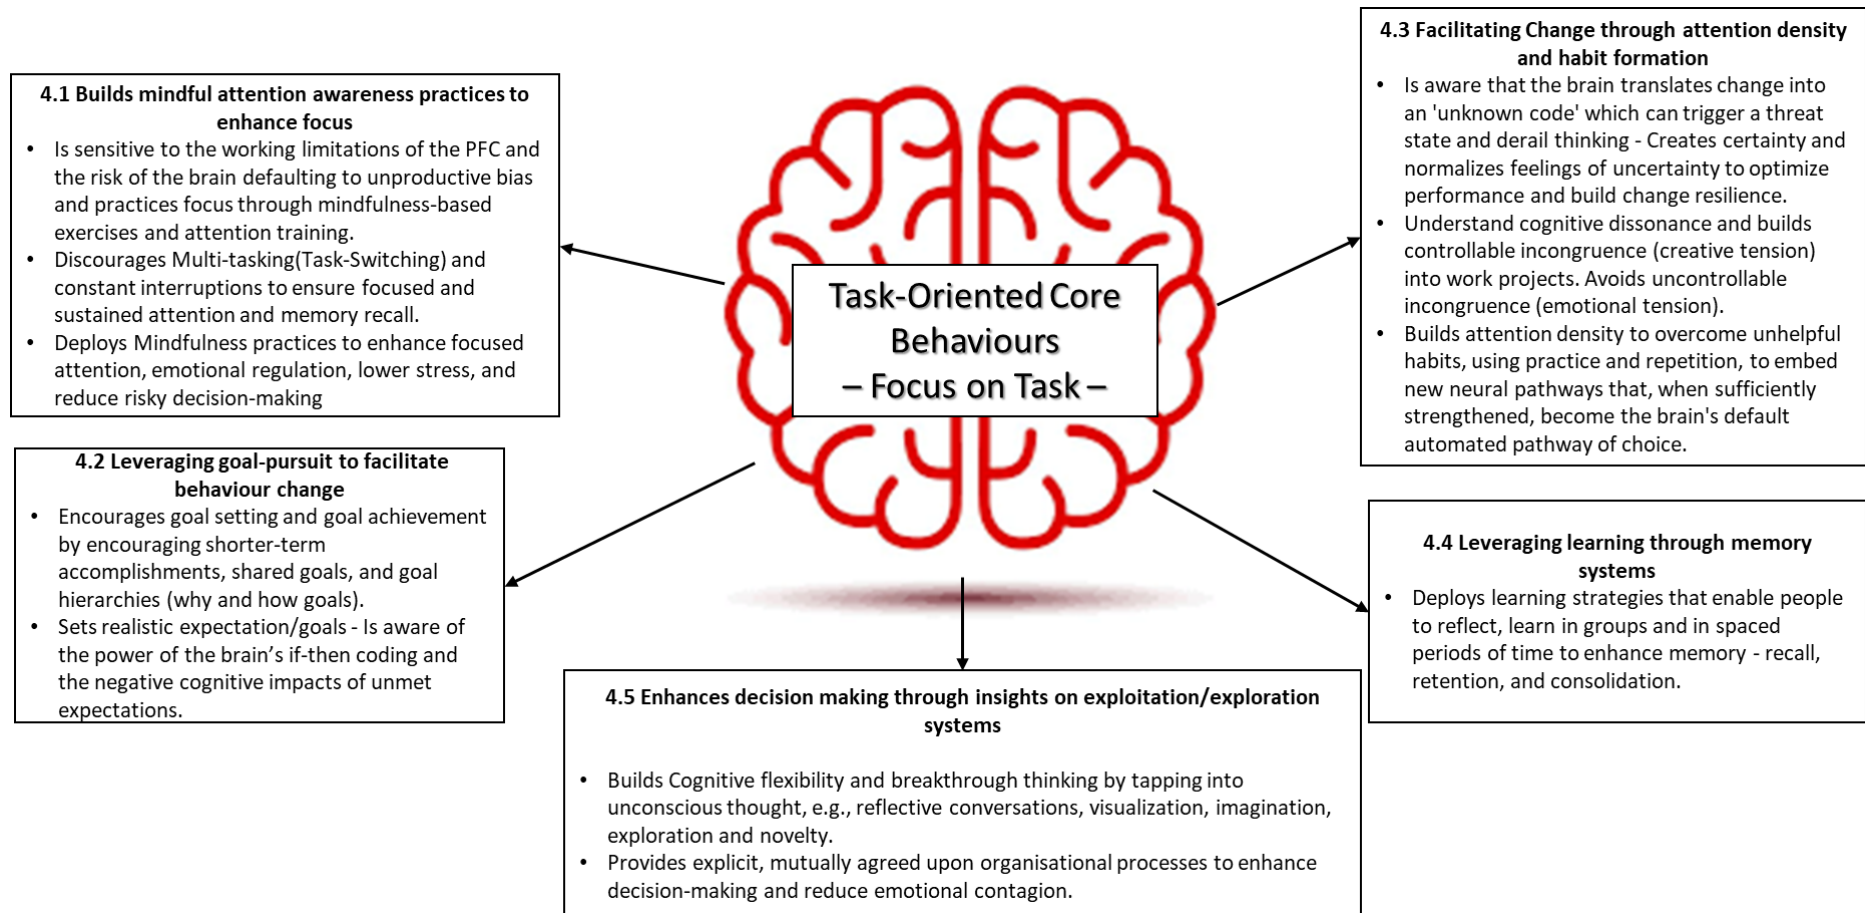 4.1 Builds mindful attention awareness practices to
enhance focus
• Is sensitive to the working limitations of the PFC and
the risk of the brain defaulting to unproductive bias
and practices focus through mindfulness-based
exercises and attention training.
• Discourages Multi-tasking(Task-Switching) and
constant interruptions to ensure focused and
sustained attention and memory recall.
• Deploys Mindfulness practices to enhance focused
attention, emotional regulation, lower stress, and
reduce risky decision-making
4.2 Leveraging goal-pursuit to facilitate
behaviour change
• Encourages goal setting and goal achievement
by encouraging shorter-term
accomplishments, shared goals, and goal
hierarchies (why and how goals).
• Sets realistic expectation/goals - Is aware of
the power of the brain’s if-then coding and
the negative cognitive impacts of unmet
expectations.
Task-Oriented Core
Behaviours
– Focus on Task –
4.3 Facilitating Change through attention density
and habit formation
• Is aware that the brain translates change into
an 'unknown code' which can trigger a threat
state and derail thinking - Creates certainty and
normalizes feelings of uncertainty to optimize
performance and build change resilience.
• Understand cognitive dissonance and builds
controllable incongruence (creative tension)
into work projects. Avoids uncontrollable
incongruence (emotional tension).
• Builds attention density to overcome unhelpful
habits, using practice and repetition, to embed
new neural pathways that, when sufficiently
strengthened, become the brain's default
automated pathway of choice.
4.4 Leveraging learning through memory
systems
• Deploys learning strategies that enable people
to reflect, learn in groups and in spaced
periods of time to enhance memory - recall,
retention, and consolidation.
4.5 Enhances decision making through insights on exploitation/exploration
systems
• Builds Cognitive flexibility and breakthrough thinking by tapping into
unconscious thought, e.g., reflective conversations, visualization, imagination,
exploration and novelty.
• Provides explicit, mutually agreed upon organisational processes to enhance
decision-making and reduce emotional contagion.